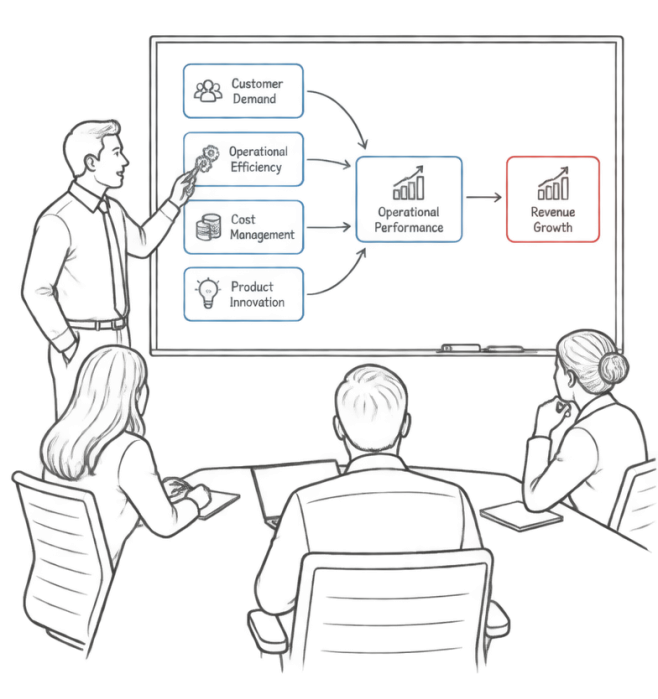 Customer
Demand
Operational
Efficiency
Cost
Management
Product
Innovation
Operational
Performance
Revenue
Growth